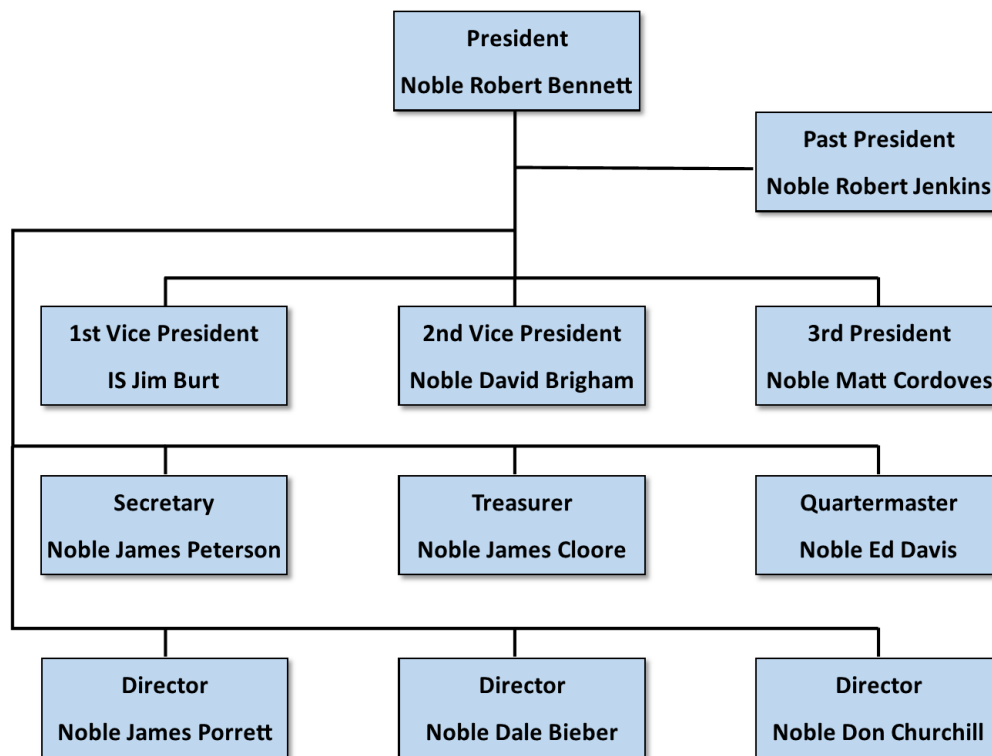 President
Noble Robert Bennett
Past President
Noble Robert Jenkins
1st Vice President
IS Jim Burt
2nd Vice President
Noble David Brigham
3rd President
Noble Matt Cordoves
Secretary
Noble James Peterson
Treasurer
Noble James Cloore
Quartermaster
Noble Ed Davis
Director
Noble James Porrett
Director
Noble Dale Bieber
Director
Noble Don Churchill